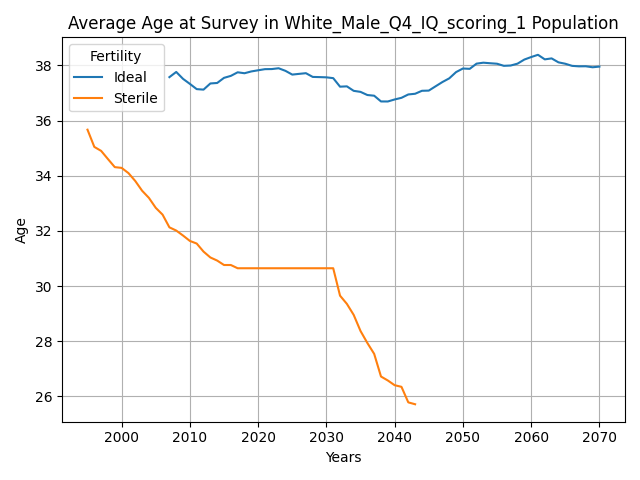 Average Age at Survey in White_Male_Q4_IQ_scoring_1 Population
Fertility
Ideal
Sterile
Age
38
36
34
32
30
28
26
2000 2010 2020 2030 2040 2050 2060 2070
Years